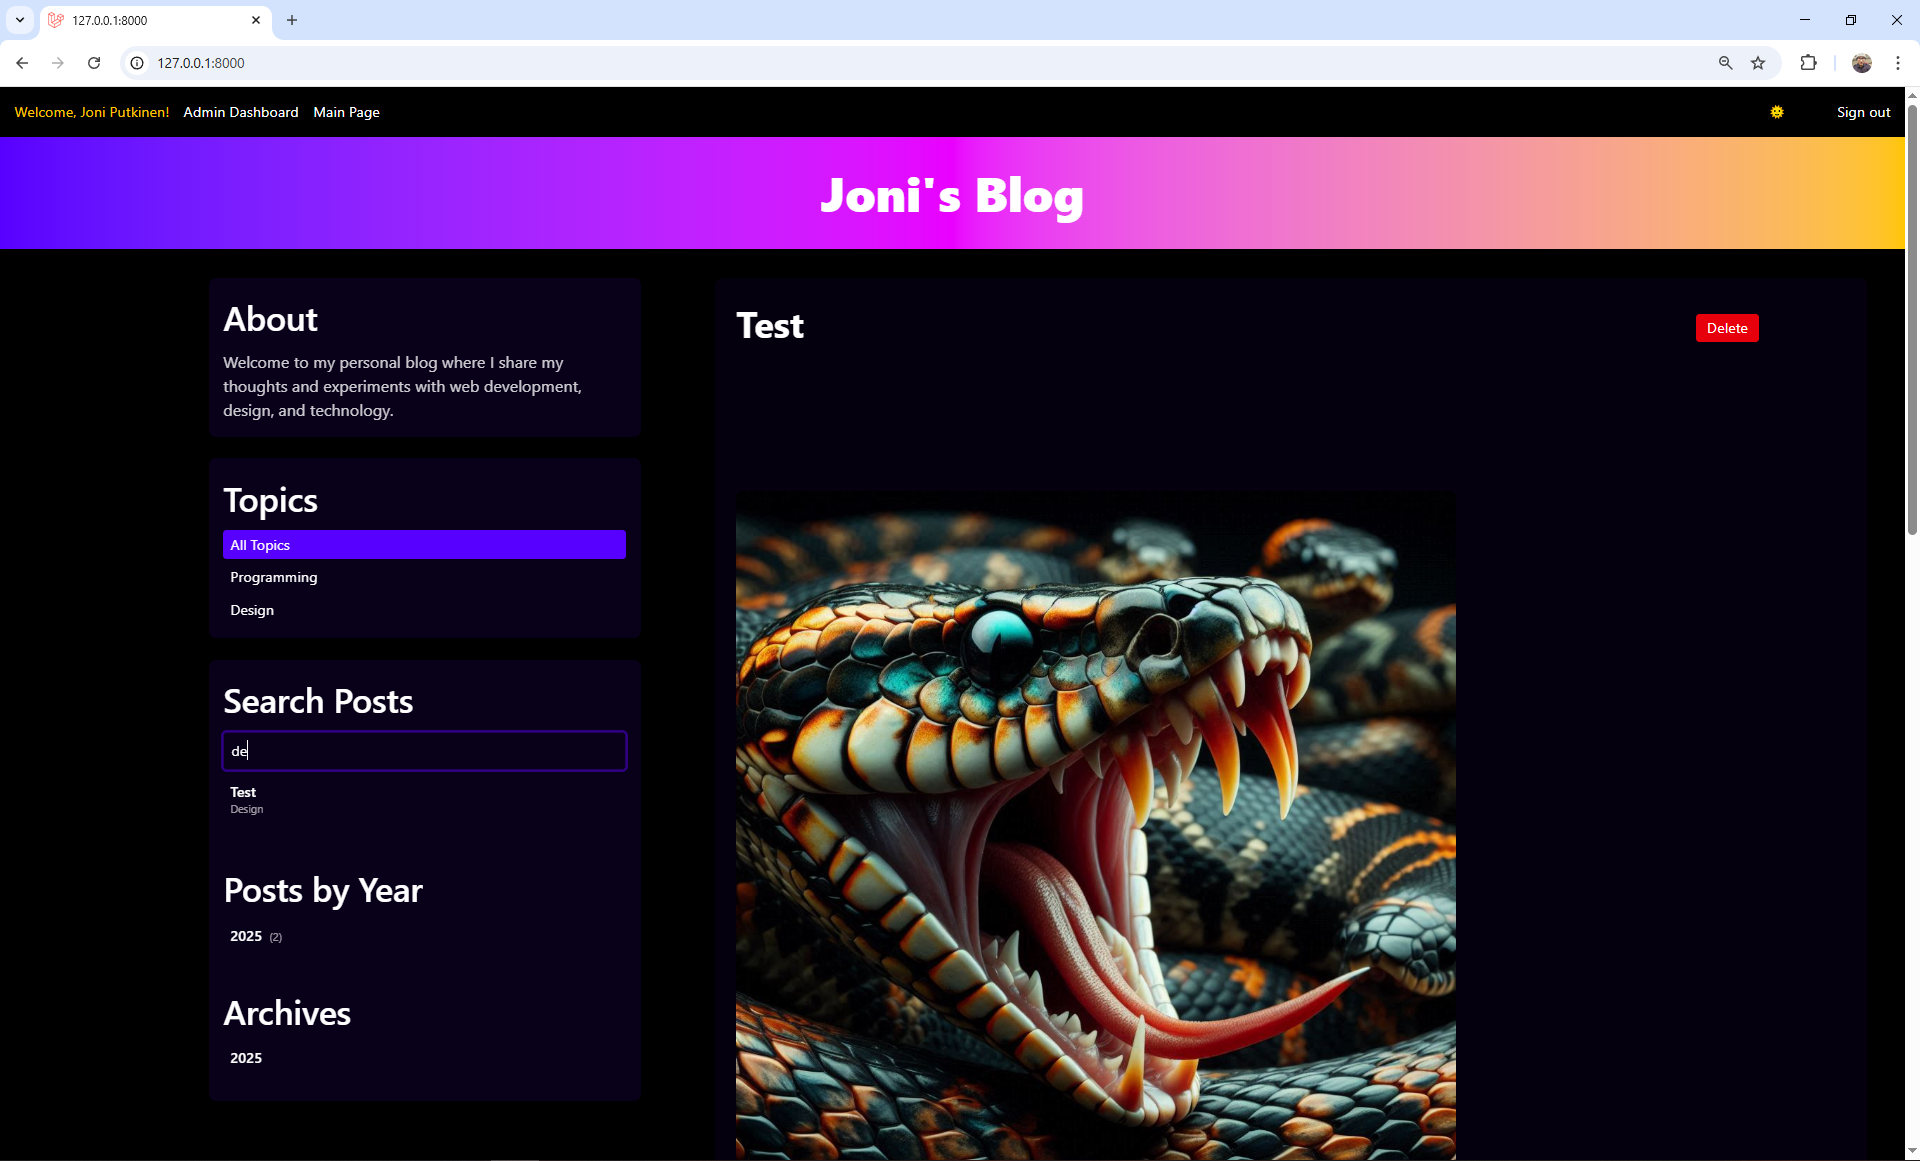 127.0.0.1:8000
127.0.0.1:8000
Welcome, Joni Putkinen! Admin Dashboard Main Page Sign out
Joni's Blog
About
Welcome to my personal blog where I share my
thoughts and experiments with web development,
design, and technology.
Topics
All Topics
Programming
Design
Search Posts
de
Test
Design
Posts by Year
2025 (2)
Archives
2025
Test
Delete